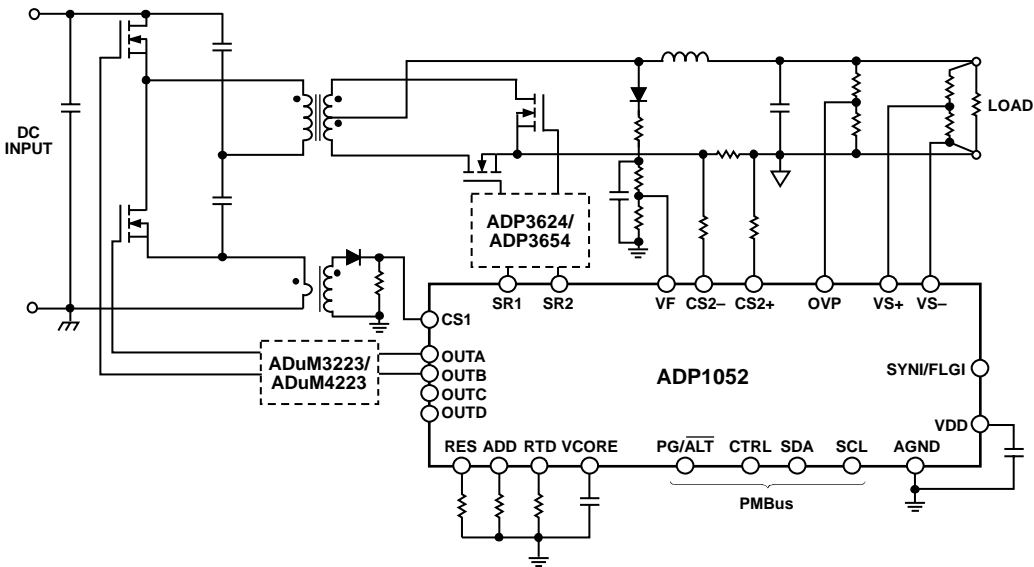 DC
INPUT
LOAD
ADP3624/
ADP3654
SR1 SR2 VF CS2– CS2+ OVP VS+ VS–
CS1
ADuM3223/
ADuM4223
OUTA
OUTB
OUTC
OUTD
ADP1052
SYNI/FLGI
VDD
RES ADD RTD VCORE PG/ALT CTRL SDA SCL AGND
PMBus